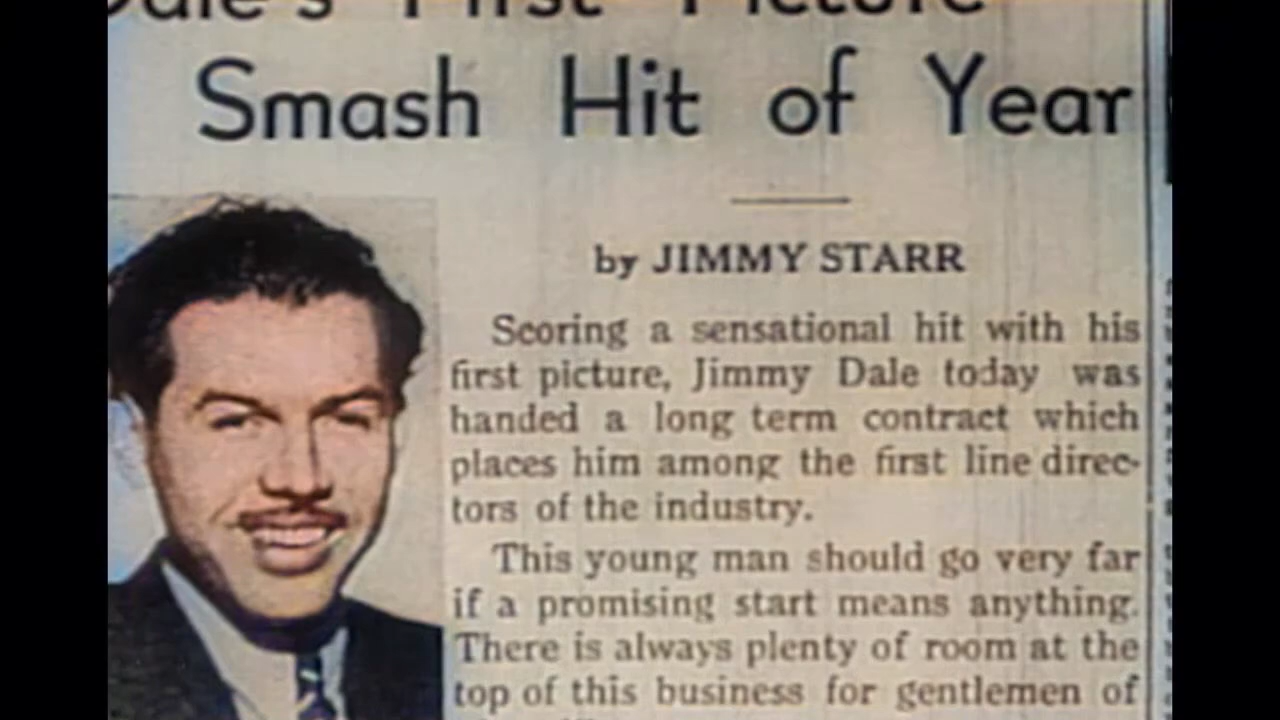 Dale's First Picture
Smash Hit of Year
by JIMMY STARR
Scoring a sensational hit with his
first picture, Jimmy Dale today was
handed a long term contract which
places him among the first line direc-
tors of the industry.
This young man should go very far
if a promising start means anything.
There is always plenty of room at the
top of this business for gentlemen of